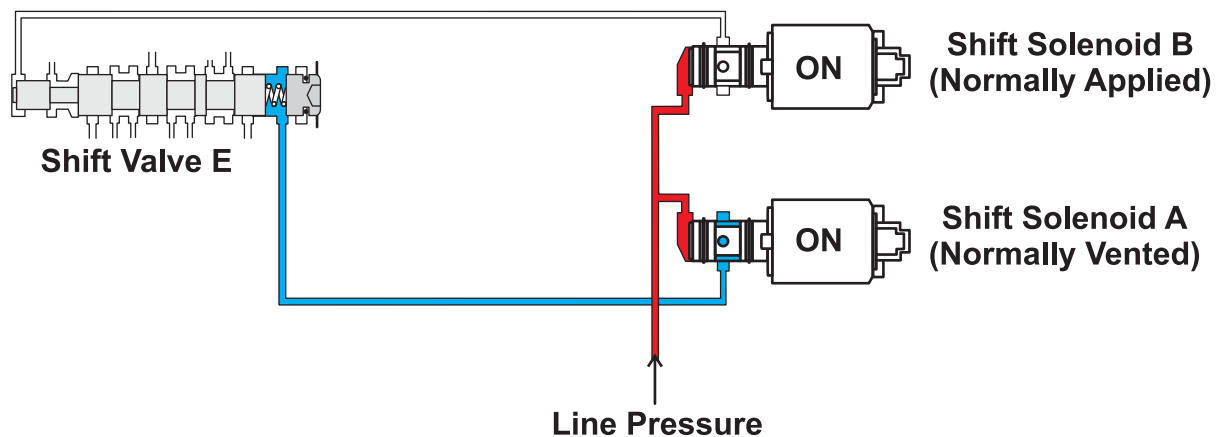 Shift Solenoid B
(Normally Applied)
ON
Shift Valve E
Shift Solenoid A
(Normally Vented)
ON
Line Pressure